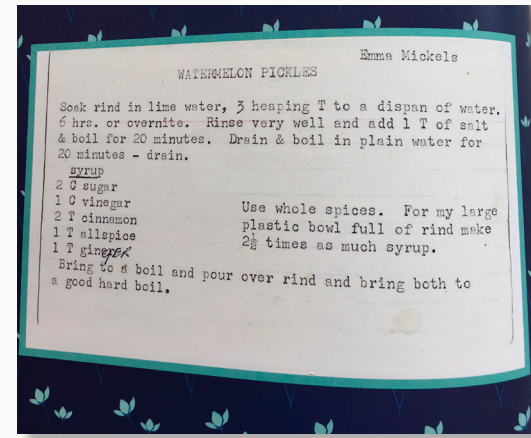 Emma Mickels
WATERMELON PICKLES
Soak rind in lime water, 3 heaping T to a dispan of water.
6 hrs. or overnite. Rinse very well and add 1 T of salt
& boil for 20 minutes. Drain & boil in plain water for
20 minutes - drain.
syrup
2 C sugar
1 C vinegar
2 T cinnamon
1 T allspice
1 T ginger
Use whole spices. For my large
plastic bowl full of rind make
2½ times as much syrup.
Bring to a boil and pour over rind and bring both to
a good hard boil.